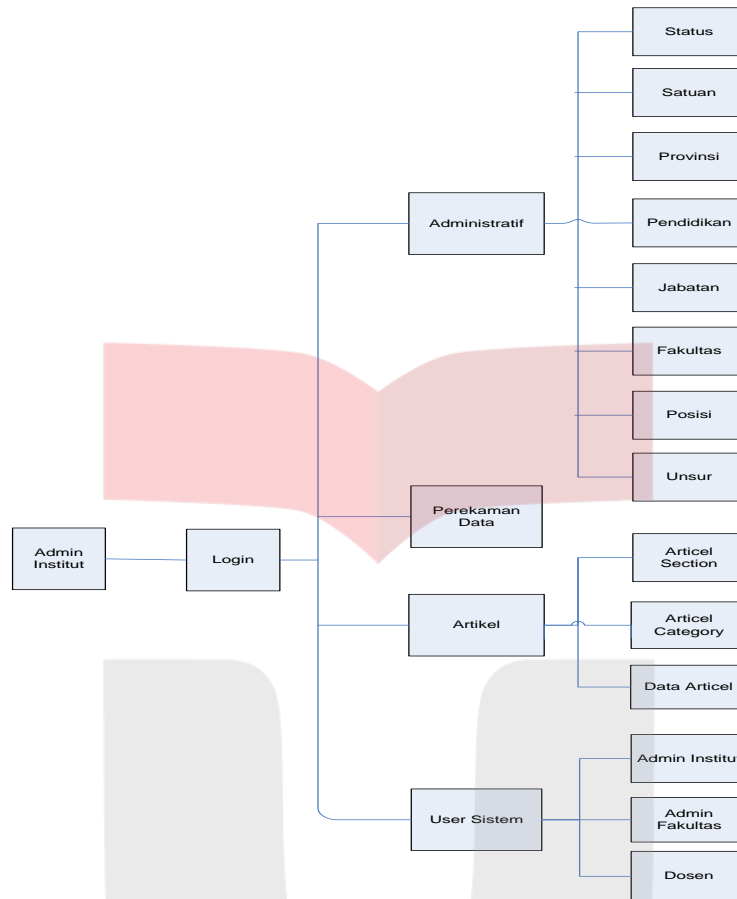 Status
Satuan
Provinsi
Administratif
Pendidikan
Jabatan
Fakultas
Posisi
Unsur
Perekaman
Data
Admin
Institut
Login
Articel
Section
Artikel
Articel
Category
Data Articel
Admin Institut
User Sistem
Admin
Fakultas
Dosen